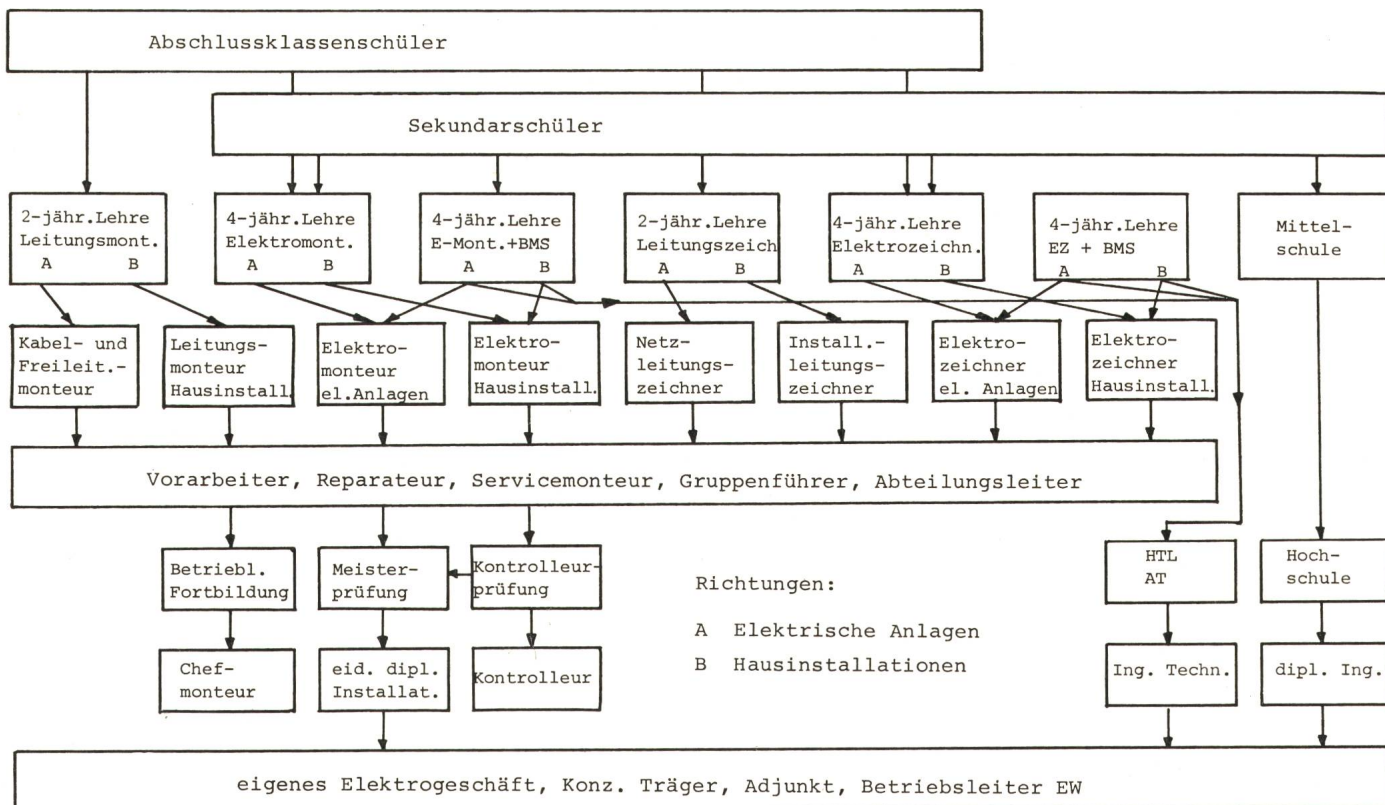 Abschlussklassenschüler
Sekundarschüler
2-jähr.Lehre
Leitungsmont.
A B
4-jähr.Lehre
Elektromont.
A B
4-jähr.Lehre
E-Mont.+BMS
A B
2-jähr.Lehre
Leitungszeich
A B
4-jähr.Lehre
Elektrozeichn.
A B
4-jähr.Lehre
EZ + BMS
A B
Mittel-
schule
Kabel- und
Freileit.-
monteur
Leitungs-
monteur
Hausinstall.
Elektro-
monteur
el.Anlagen
Elektro-
monteur
Hausinstall.
Netz-
leitungs-
zeichner
Install.-
leitungs-
zeichner
Elektro-
zeichner
el. Anlagen
Elektro-
zeichner
Hausinstall.
Vorarbeiter, Reparateur, Servicemonteur, Gruppenführer, Abteilungsleiter
Betriebl.
Fortbildung
Meister-
prüfung
Kontrolleur-
prüfung
HTL
AT
Hoch-
schule
Richtungen:
A Elektrische Anlagen
B Hausinstallationen
Chef-
monteur
eid. dipl.
Installat.
Kontrolleur
Ing. Techn.
dipl. Ing.
eigenes Elektrogeschäft, Konz. Träger, Adjunkt, Betriebsleiter EW